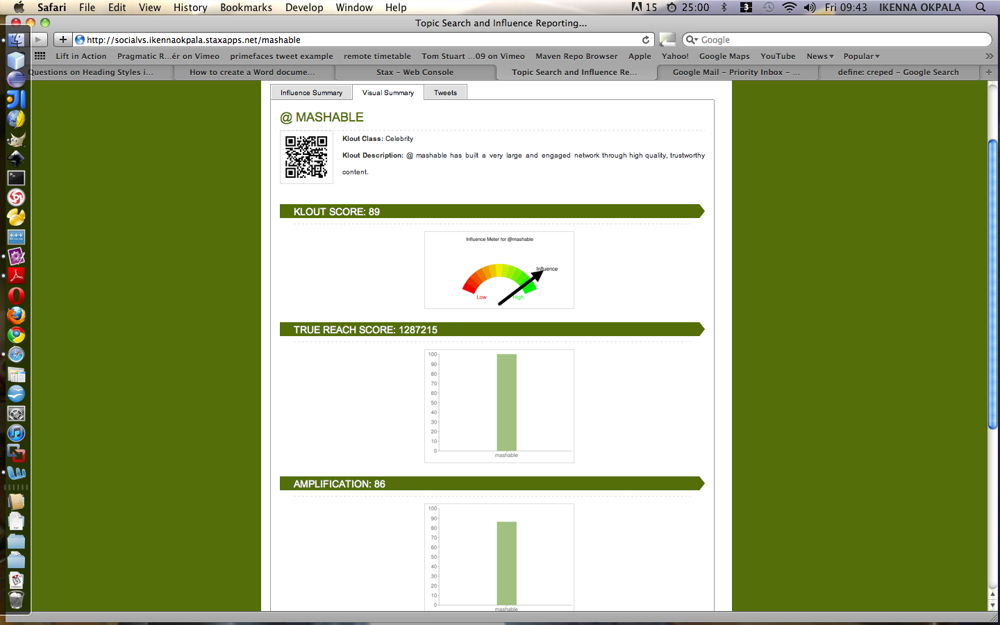 Safari File Edit View History Bookmarks Develop Window Help 15 25:00 3 Fri 09:43 IKENNA OKPALA
Topic Search and Influence Reporting...
http://socialvs.ikennaokpala.staxapps.net/mashable
Google
Lift in Action Pragmatic R...ér on Vimeo primefaces tweet example remote timetable Tom Stuart ...09 on Vimeo Maven Repo Browser Apple Yahoo! Google Maps YouTube News Popular
Questions on Heading Styles i... How to create a Word docume... Stax – Web Console Topic Search and Influence Re... Google Mail – Priority Inbox – ... define: creped – Google Search
Influence Summary Visual Summary Tweets
@ MASHABLE
Klout Class: Celebrity
Klout Description: @ mashable has built a very large and engaged network through high quality, trustworthy
content.
KLOUT SCORE: 89
Influence Meter for @mashable
Influence
Low High
TRUE REACH SCORE: 1287215
100
90
80
70
60
50
40
30
20
10
0
mashable
AMPLIFICATION: 86
100
90
80
70
60
50
40
30
20
10
0
mashable